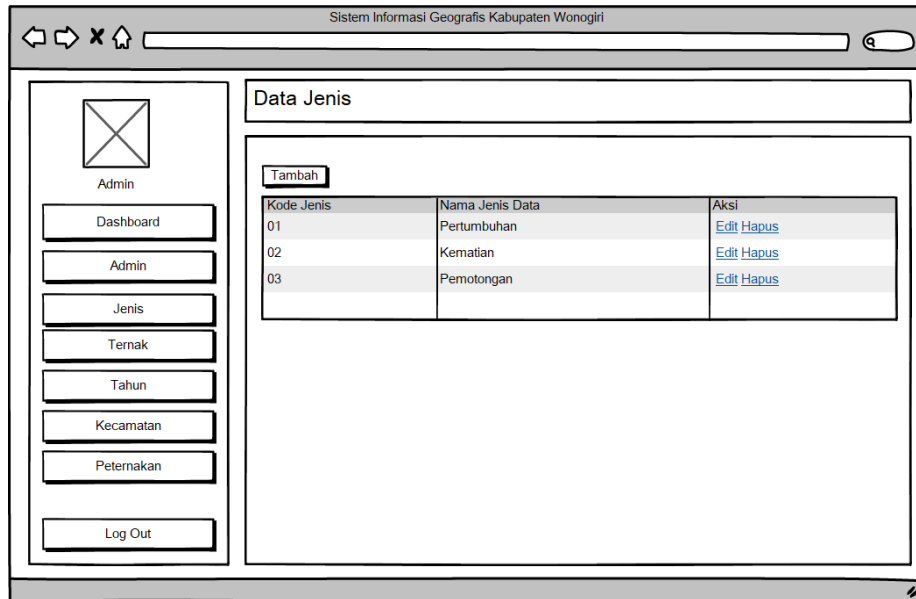 Sistem Informasi Geografis Kabupaten Wonogiri
Admin
Dashboard
Admin
Jenis
Ternak
Tahun
Kecamatan
Peternakan
Log Out
Data Jenis
Tambah
Kode Jenis Nama Jenis Data Aksi
01 Pertumbuhan Edit Hapus
02 Kematian Edit Hapus
03 Pemotongan Edit Hapus